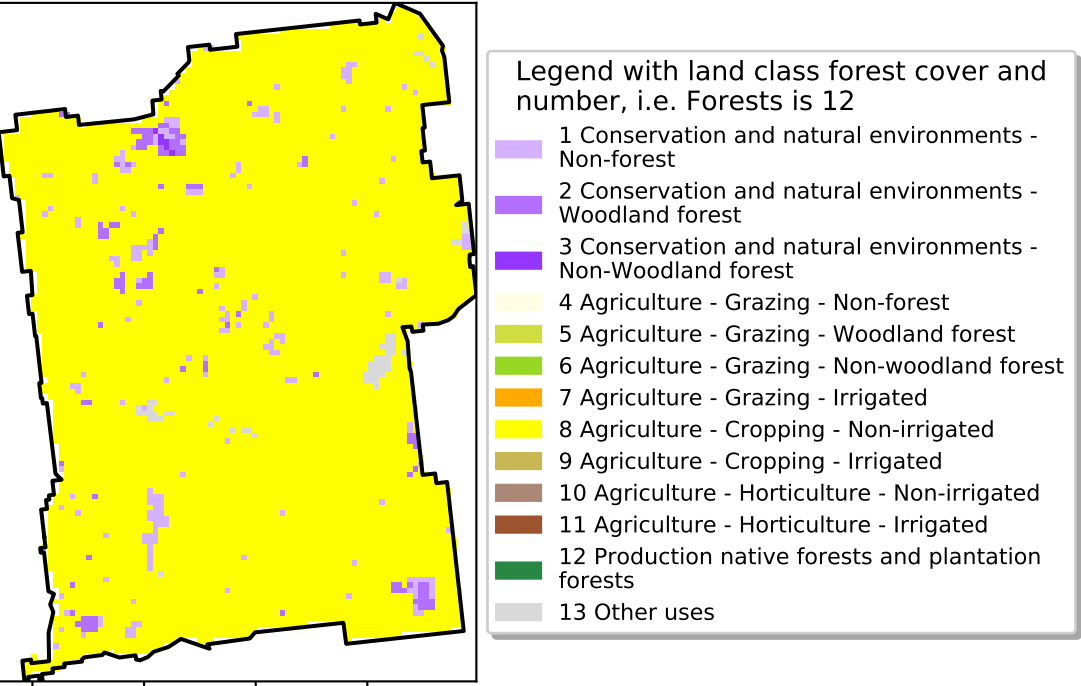 Legend with land class forest cover and
number, i.e. Forests is 12
1 Conservation and natural environments -
Non-forest
2 Conservation and natural environments -
Woodland forest
3 Conservation and natural environments -
Non-Woodland forest
4 Agriculture - Grazing - Non-forest
5 Agriculture - Grazing - Woodland forest
6 Agriculture - Grazing - Non-woodland forest
7 Agriculture - Grazing - Irrigated
8 Agriculture - Cropping - Non-irrigated
9 Agriculture - Cropping - Irrigated
10 Agriculture - Horticulture - Non-irrigated
11 Agriculture - Horticulture - Irrigated
12 Production native forests and plantation
forests
13 Other uses